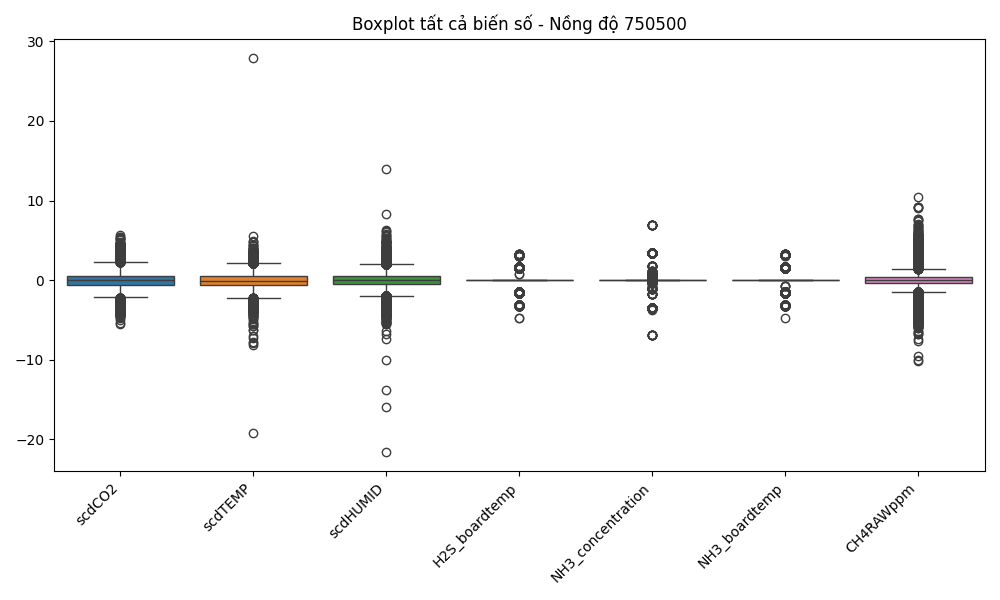 Boxplot tất cả biến số - Nồng độ 750500
30
20
10
0
−10
−20
scdCO2
scdTEMP
scdHUMID
H2S_boardtemp
NH3_concentration
NH3_boardtemp
CH4RAWppm